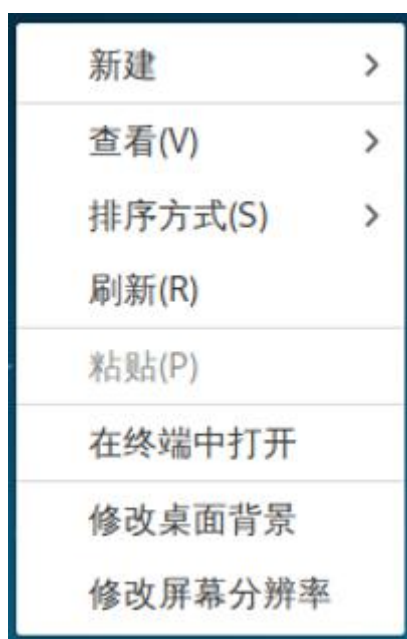 新建
查看(V)
排序方式(S)
刷新(R)
粘贴(P)
在终端中打开
修改桌面背景
修改屏幕分辨率